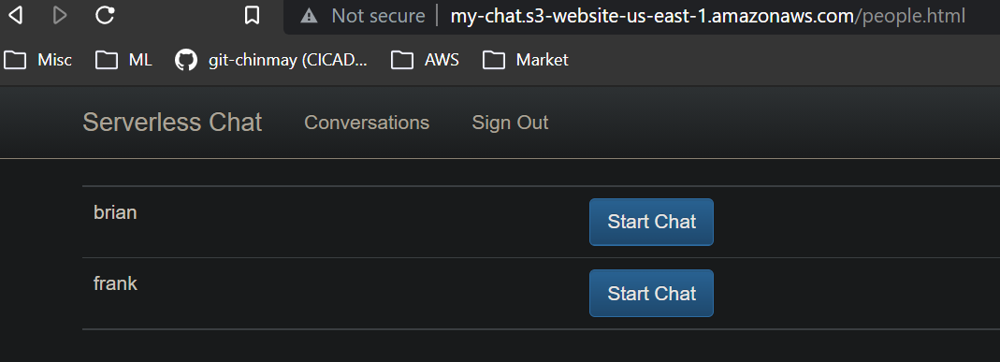 Not secure my-chat.s3-website-us-east-1.amazonaws.com/people.html
Misc ML git-chinmay (CICAD... AWS Market
Serverless Chat Conversations Sign Out
brian Start Chat
frank Start Chat